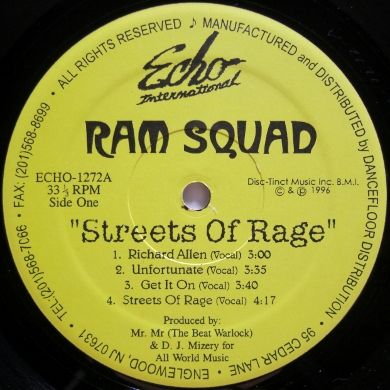 ALL RIGHTS RESERVED ♪ MANUFACTURED and DISTRIBUTED by DANCEFLOOR DISTRIBUTION • 95 CEDAR LANE • ENGLEWOOD, NJ 07631 • TEL:(201)568-7066 • FAX: (201)568-8699 •
Echo
International
RAM SQUAD
ECHO-1272A
33 ⅓ RPM
Side One
Disc-Tinct Music Inc. B.M.I.
© & ℗ 1996
"Streets Of Rage"
1. Richard Allen (Vocal) 3:00
2. Unfortunate (Vocal) 3:35
3. Get It On (Vocal) 3:40
4. Streets Of Rage (Vocal) 4:17
Produced by:
Mr. Mr (The Beat Warlock)
& D. J. Mizery for
All World Music